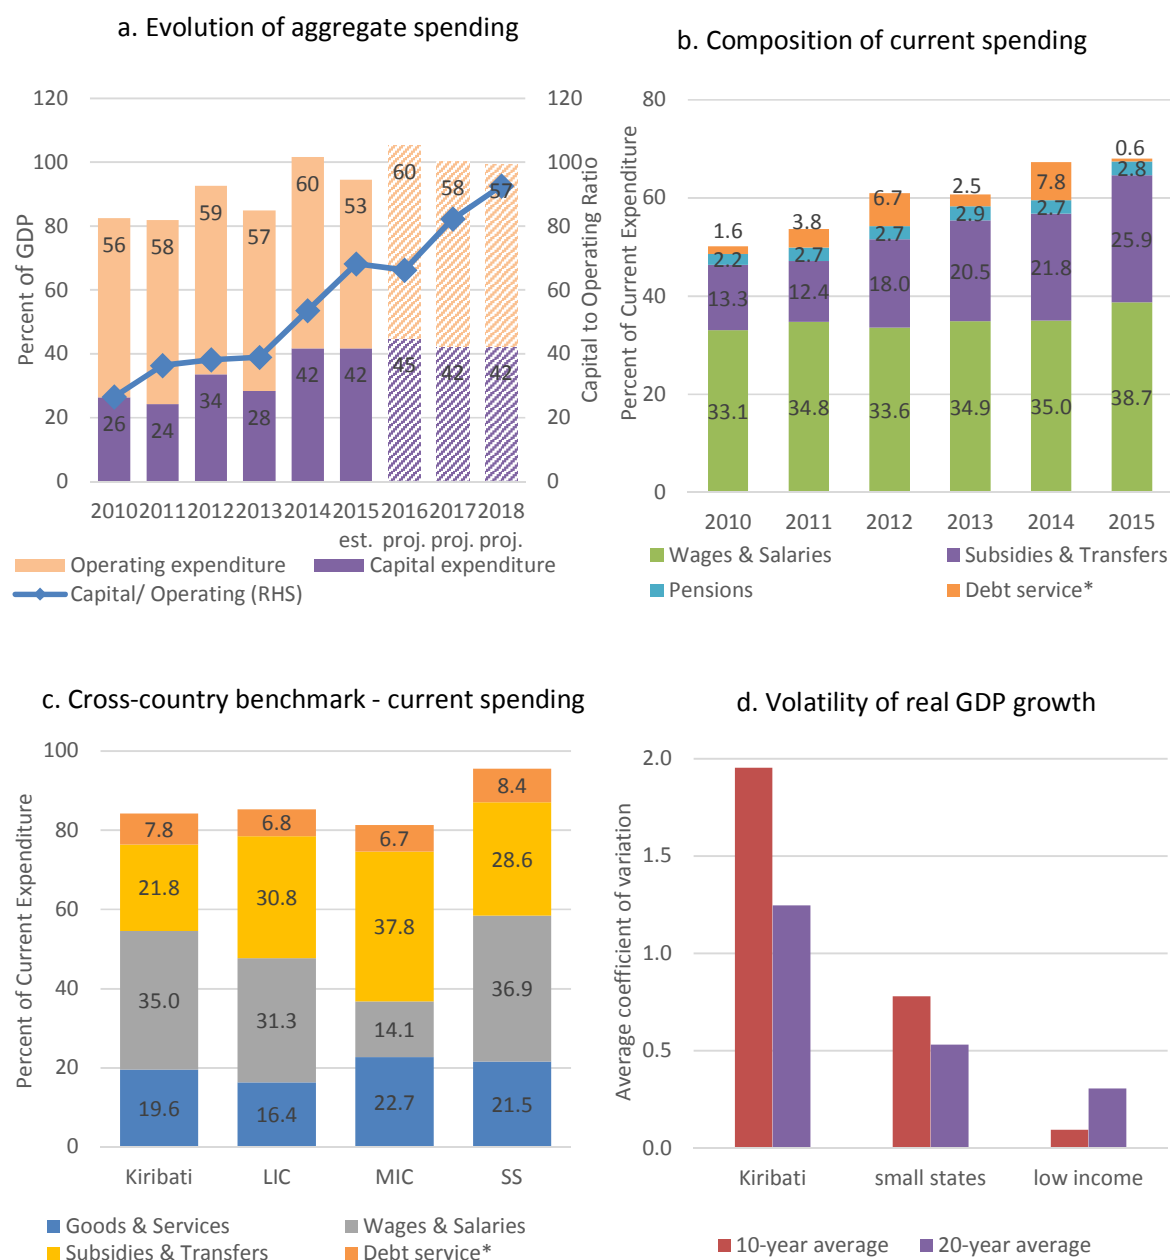 a. Evolution of aggregate spending
120
100
80
60
40
20
0
Percent of GDP
120
100
80
60
40
20
0
Capital to Operating Ratio
56 58 59 57 60 53 60 58 57
26 24 34 28 42 42 45 42 42
2010 2011 2012 2013 2014 2015 2016 2017 2018
est. proj. proj. proj.
Operating expenditure Capital expenditure
Capital/ Operating (RHS)
b. Composition of current spending
80
60
40
20
0
Percent of Current Expenditure
1.6 3.8 6.7 2.5 7.8 0.6
2.2 2.7 2.7 2.9 2.7 2.8
13.3 12.4 18.0 20.5 21.8 25.9
33.1 34.8 33.6 34.9 35.0 38.7
2010 2011 2012 2013 2014 2015
Wages & Salaries Subsidies & Transfers
Pensions Debt service*
c. Cross-country benchmark - current spending
100
80
60
40
20
0
Percent of Current Expenditure
7.8 6.8 6.7 8.4
21.8 30.8 37.8 28.6
35.0 31.3 14.1 36.9
19.6 16.4 22.7 21.5
Kiribati LIC MIC SS
Goods & Services Wages & Salaries
Subsidies & Transfers Debt service*
d. Volatility of real GDP growth
2.0
1.5
1.0
0.5
0.0
Average coefficient of variation
Kiribati small states low income
10-year average 20-year average